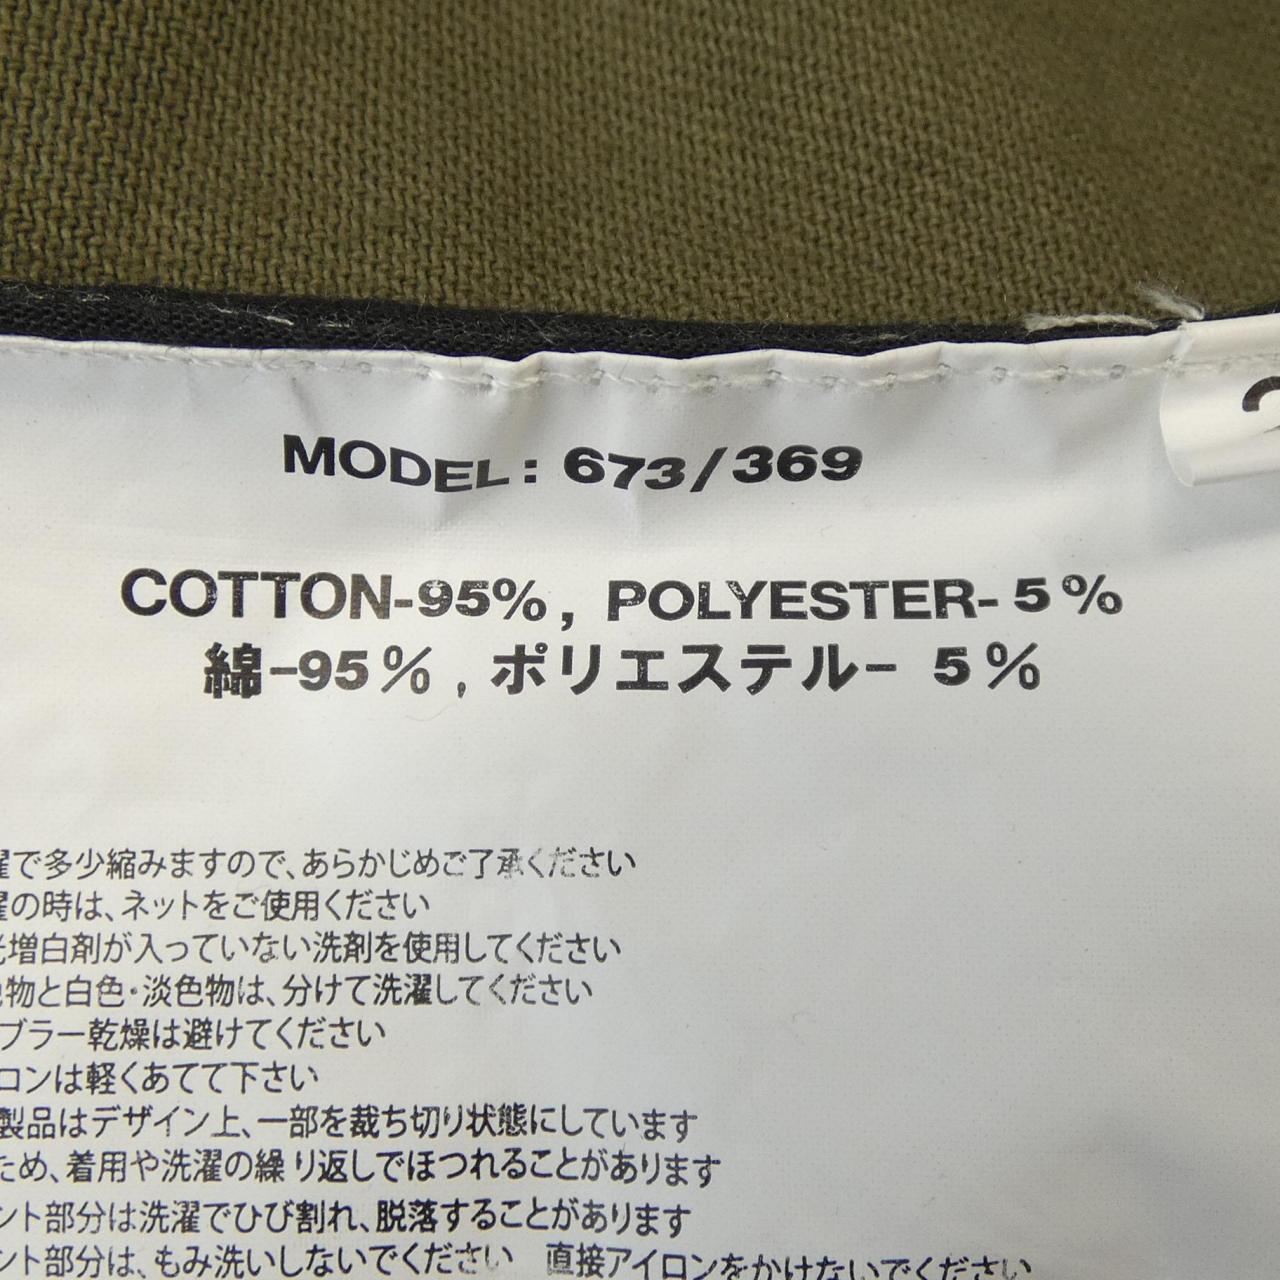 MODEL: 673/369
COTTON-95%, POLYESTER- 5%
綿-95%, ポリエステル- 5%
濯で多少縮みますので、あらかじめご了承ください
濯の時は、ネットをご使用ください
光増白剤が入っていない洗剤を使用してください
色物と白色・淡色物は、分けて洗濯してください
ブラー乾燥は避けてください
ロンは軽くあてて下さい
製品はデザイン上、一部を裁ち切り状態にしています
ため、着用や洗濯の繰り返しでほつれることがあります
ント部分は洗濯でひび割れ、脱落することがあります
ント部分は、もみ洗いしないでください 直接アイロンをかけないでください